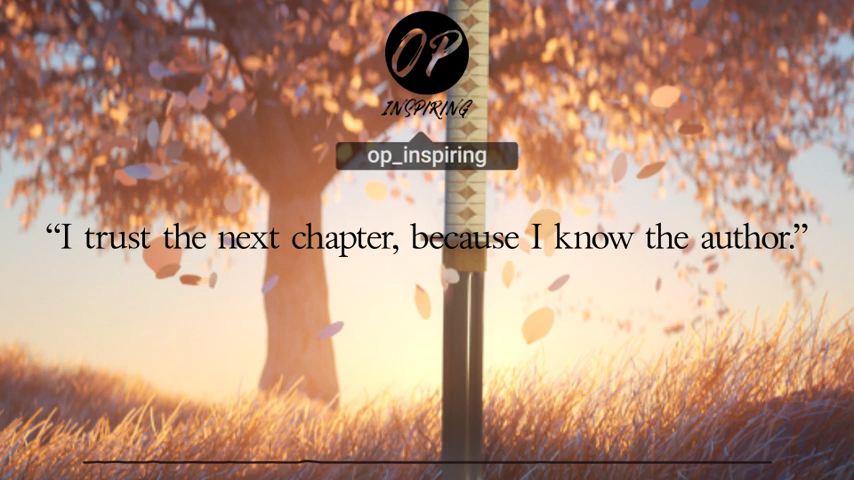 OP
INSPIRING
op_inspiring
“I trust the next chapter, because I know the author.”